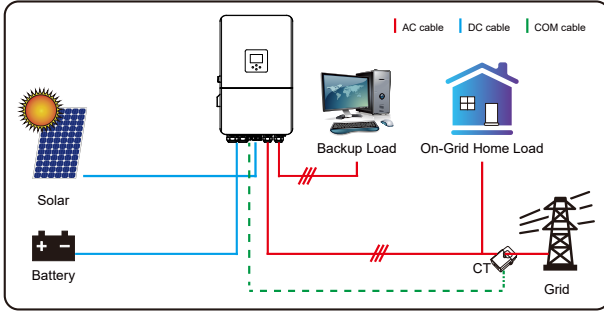 AC cable
DC cable
COM cable
Backup Load
On-Grid Home Load
Solar
Battery
CT
Grid